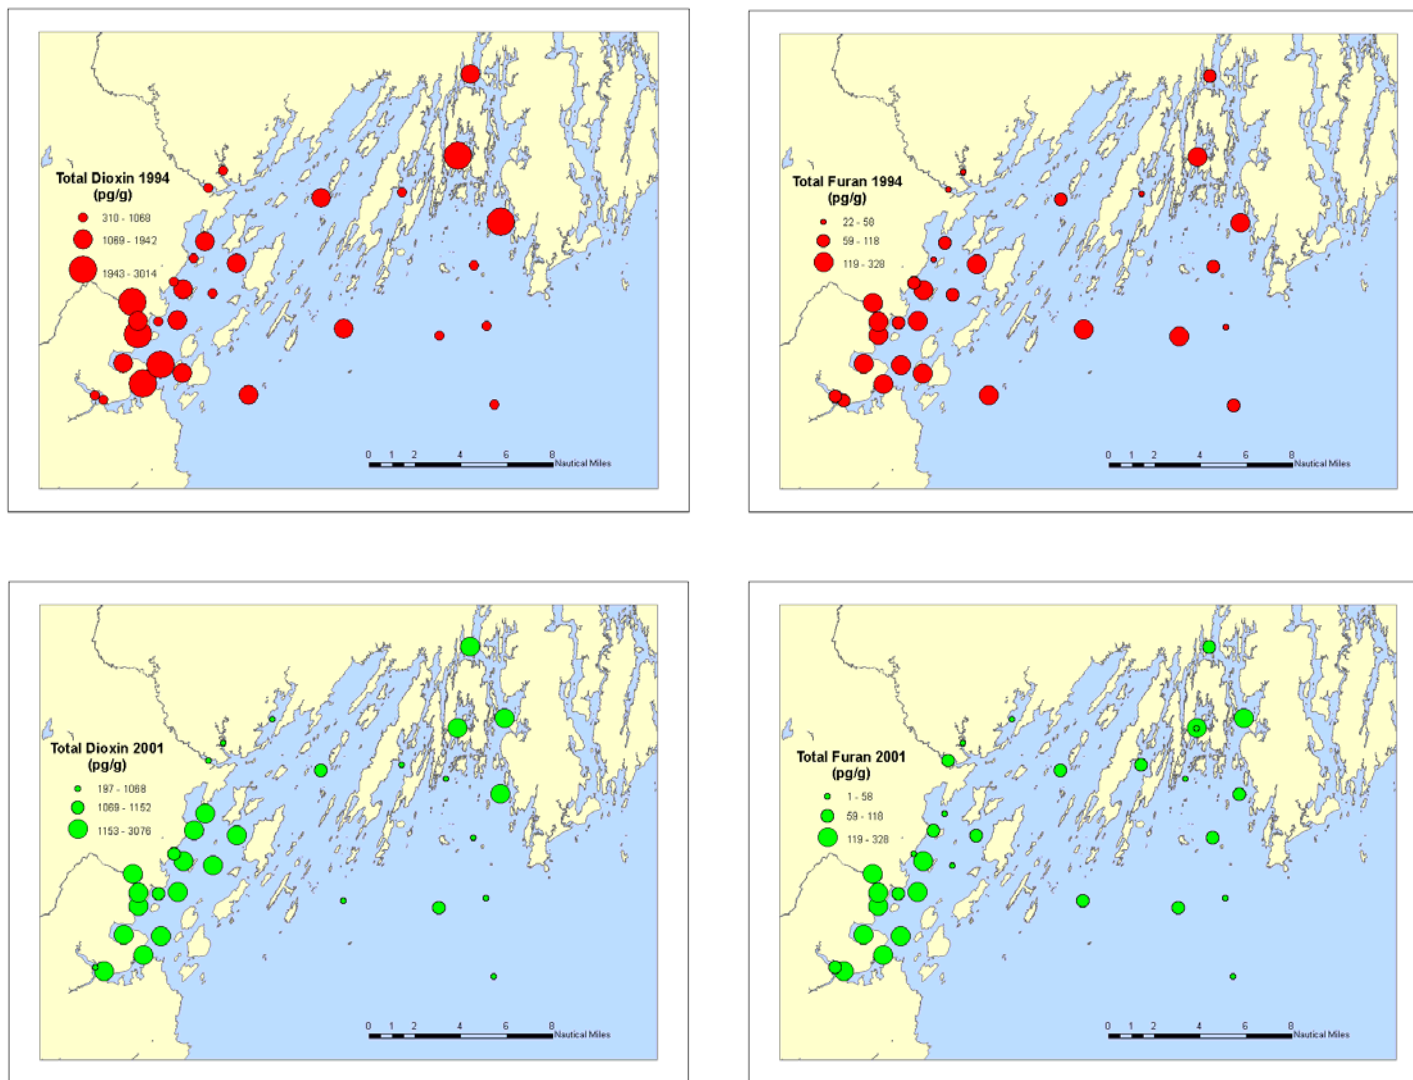 Total Dioxin 1994
(pg/g)
310 - 1068
1069 - 1942
1943 - 3014
0 1 2 4 6 8
Nautical Miles
Total Furan 1994
(pg/g)
22 - 58
59 - 118
119 - 328
0 1 2 4 6 8
Nautical Miles
Total Dioxin 2001
(pg/g)
197 - 1068
1069 - 1152
1153 - 3076
0 1 2 4 6 8
Nautical Miles
Total Furan 2001
(pg/g)
1 - 58
59 - 118
119 - 328
0 1 2 4 6 8
Nautical Miles